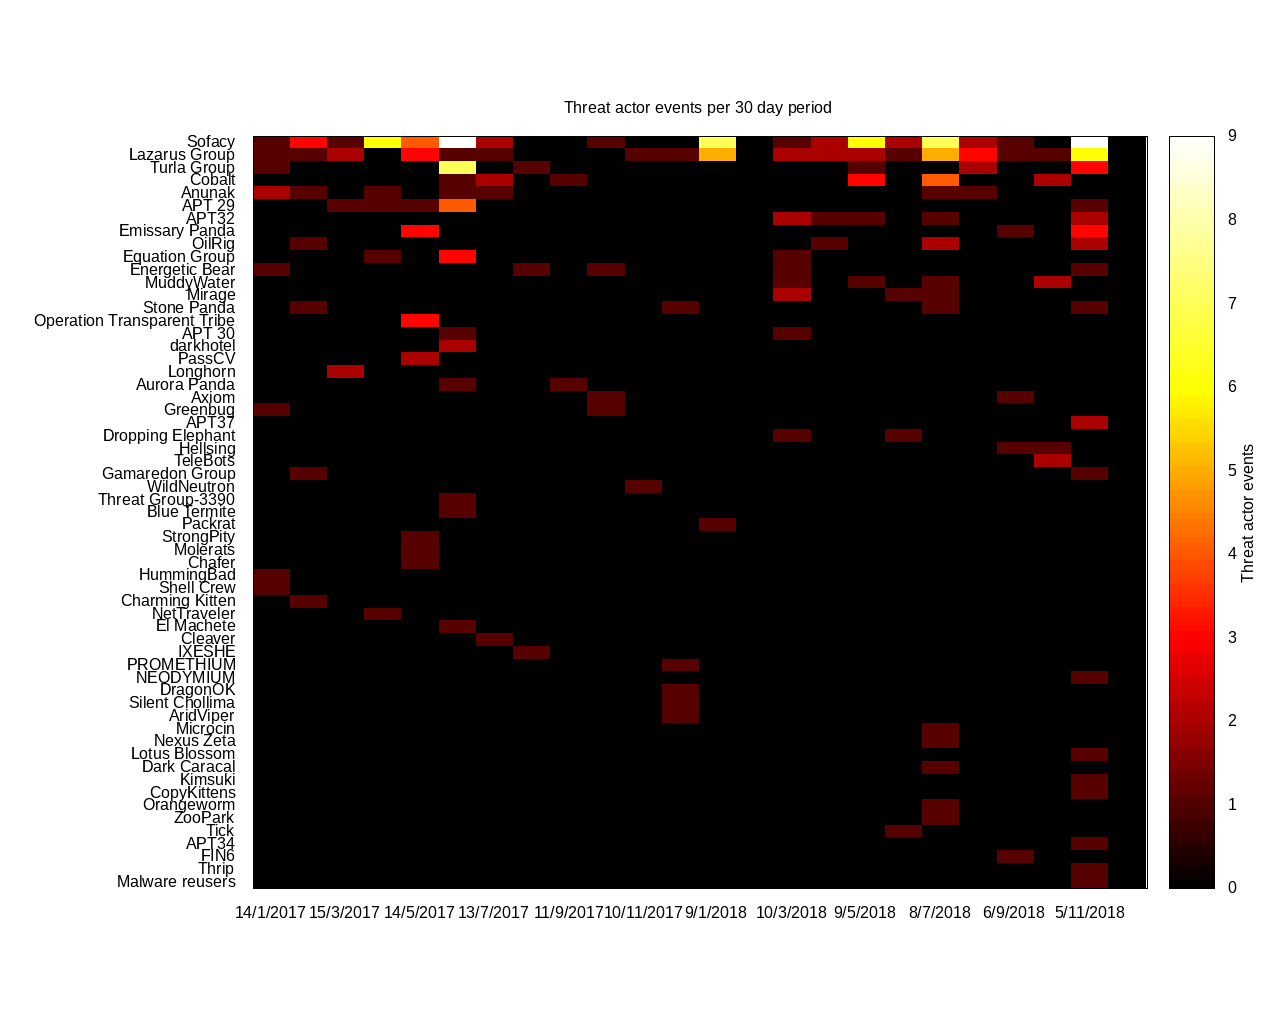 Threat actor events per 30 day period
Sofacy
Lazarus Group
Turla Group
Cobalt
Anunak
APT 29
APT32
Emissary Panda
OilRig
Equation Group
Energetic Bear
MuddyWater
Mirage
Stone Panda
Operation Transparent Tribe
APT 30
darkhotel
PassCV
Longhorn
Aurora Panda
Axiom
Greenbug
APT37
Dropping Elephant
Hellsing
TeleBots
Gamaredon Group
WildNeutron
Threat Group-3390
Blue Termite
Packrat
StrongPity
Molerats
Chafer
HummingBad
Shell Crew
Charming Kitten
NetTraveler
El Machete
Cleaver
IXESHE
PROMETHIUM
NEODYMIUM
DragonOK
Silent Chollima
AridViper
Microcin
Nexus Zeta
Lotus Blossom
Dark Caracal
Kimsuki
CopyKittens
Orangeworm
ZooPark
Tick
APT34
FIN6
Thrip
Malware reusers
14/1/2017 15/3/2017 14/5/2017 13/7/2017 11/9/2017 10/11/2017 9/1/2018 10/3/2018 9/5/2018 8/7/2018 6/9/2018 5/11/2018
9
8
7
6
5
4
3
2
1
0
Threat actor events